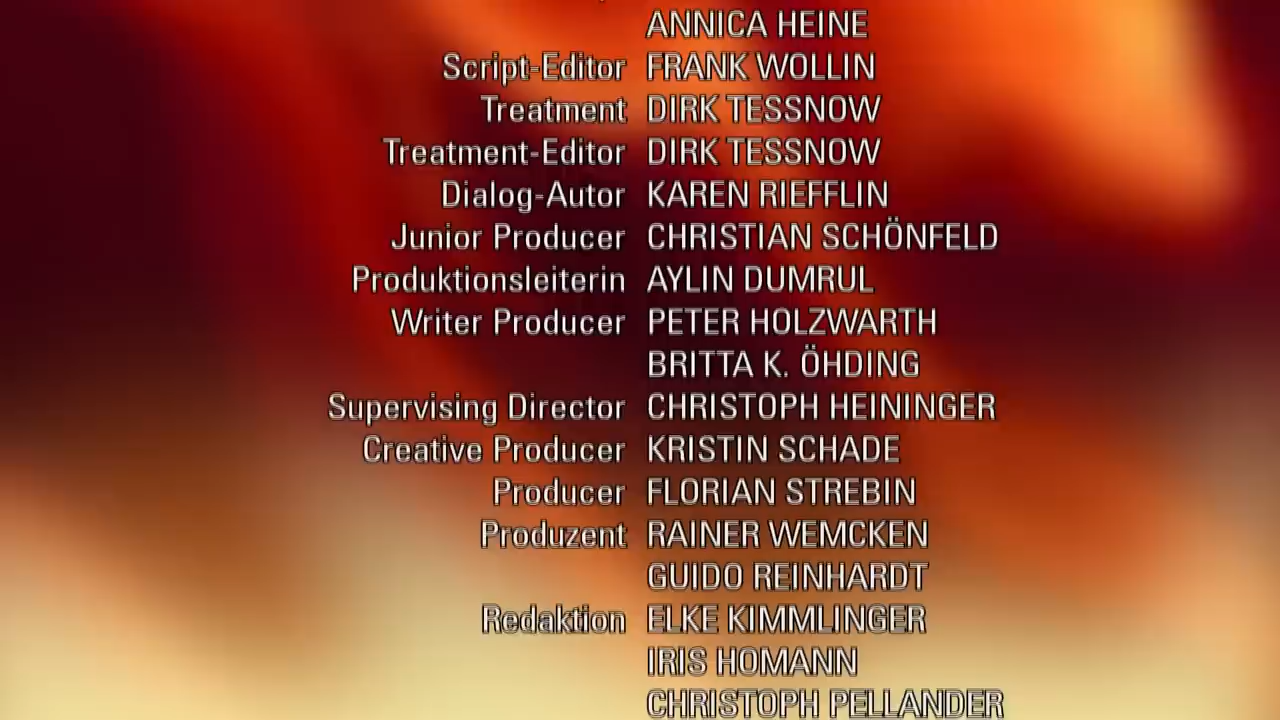 ANNICA HEINE
Script-Editor FRANK WOLLIN
Treatment DIRK TESSNOW
Treatment-Editor DIRK TESSNOW
Dialog-Autor KAREN RIEFFLIN
Junior Producer CHRISTIAN SCHÖNFELD
Produktionsleiterin AYLIN DUMRUL
Writer Producer PETER HOLZWARTH
BRITTA K. ÖHDING
Supervising Director CHRISTOPH HEININGER
Creative Producer KRISTIN SCHADE
Producer FLORIAN STREBIN
Produzent RAINER WEMCKEN
GUIDO REINHARDT
Redaktion ELKE KIMMLINGER
IRIS HOMANN
CHRISTOPH PELLANDER